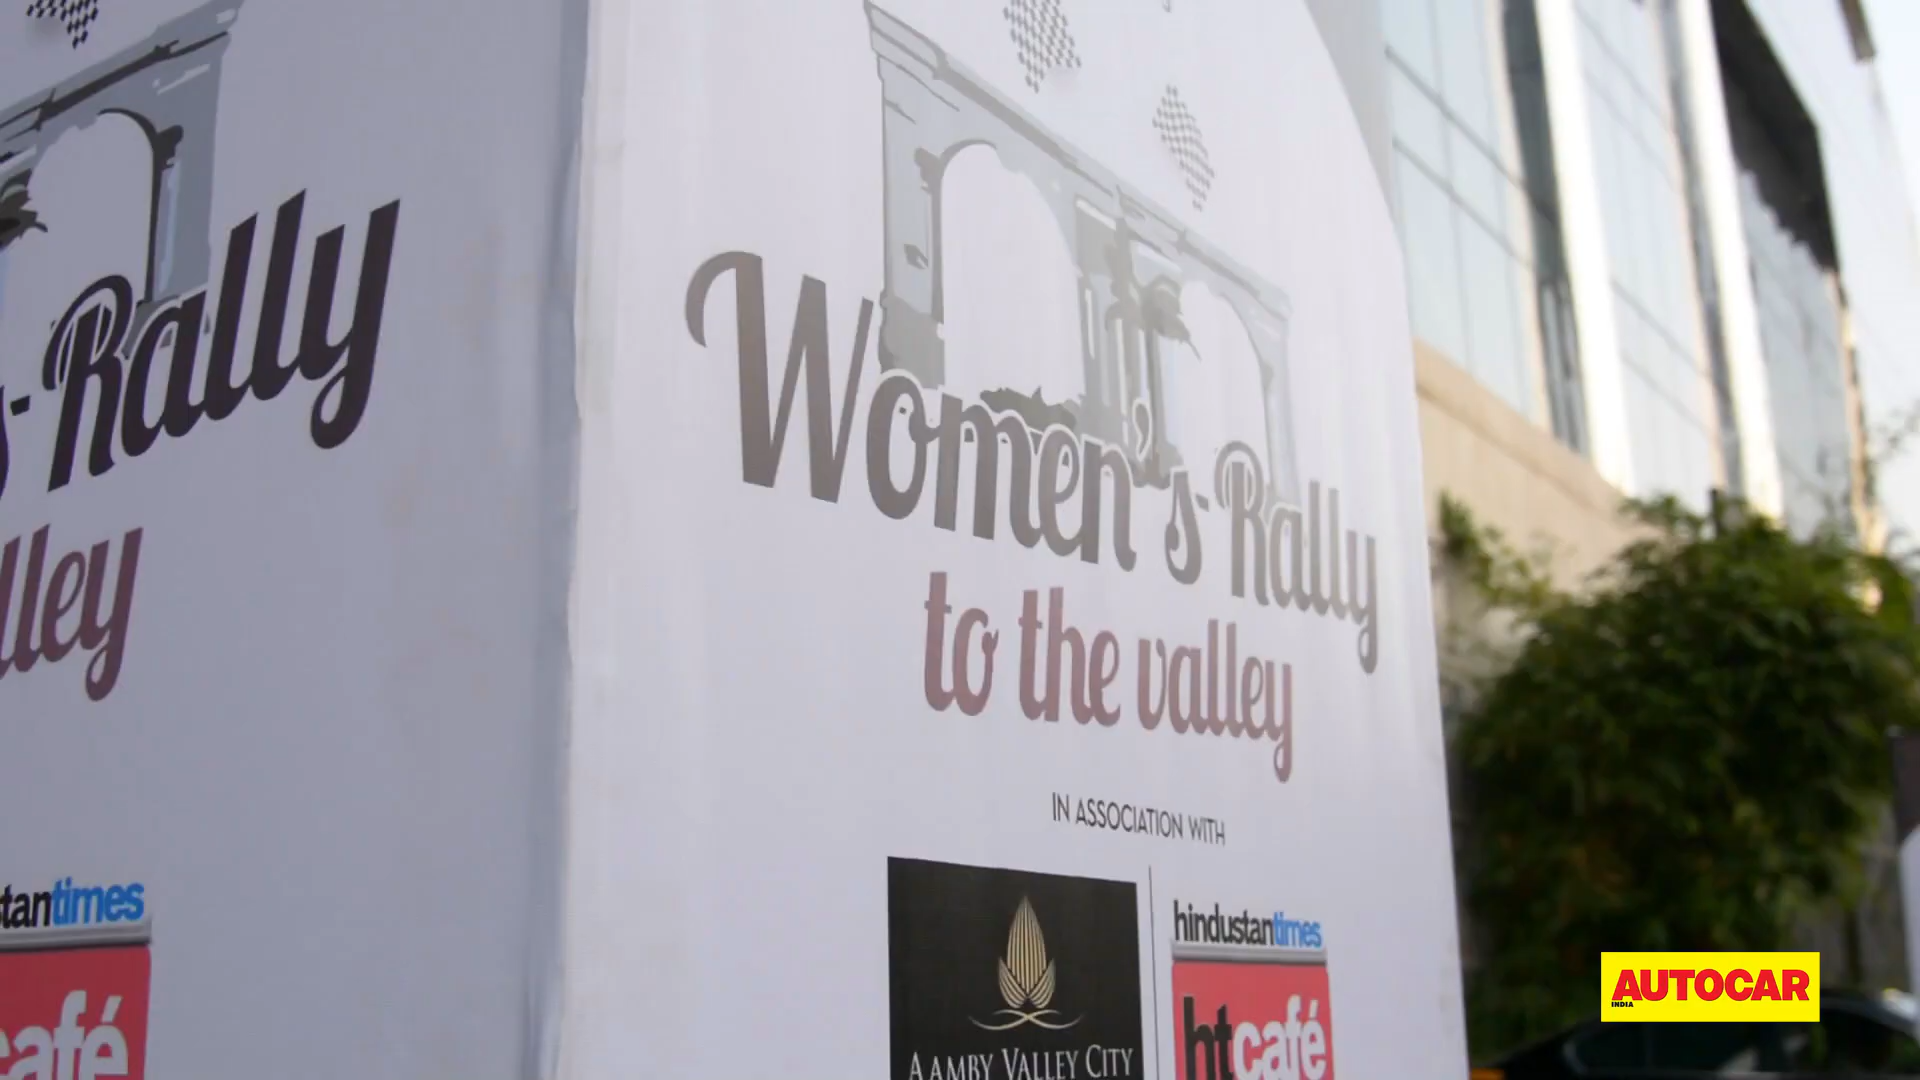 s-Rally
lley
stantimes
café
Women's-Rally
to the valley
IN ASSOCIATION WITH
AAMBY VALLEY CITY
hindustantimes
htcafé
AUTOCAR
INDIA